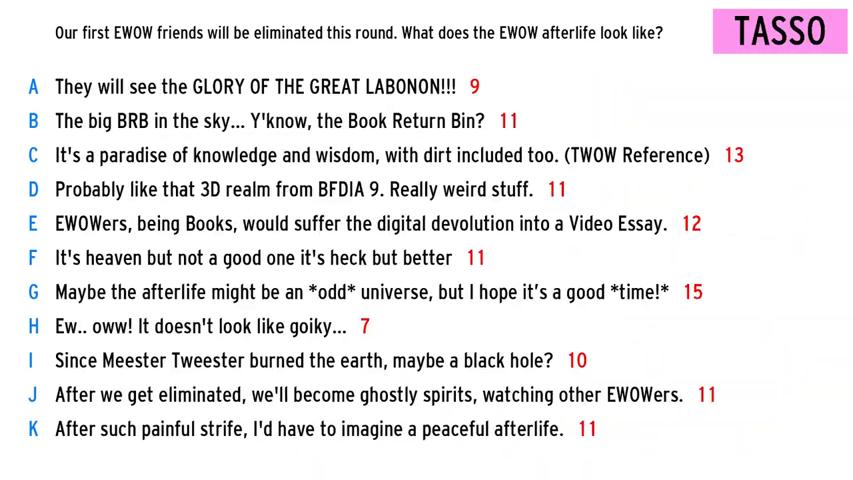 Our first EWOW friends will be eliminated this round. What does the EWOW afterlife look like?
TASSO
A They will see the GLORY OF THE GREAT LABONON!!! 9
B The big BRB in the sky... Y'know, the Book Return Bin? 11
C It's a paradise of knowledge and wisdom, with dirt included too. (TWOW Reference) 13
D Probably like that 3D realm from BFDIA 9. Really weird stuff. 11
E EWOWers, being Books, would suffer the digital devolution into a Video Essay. 12
F It's heaven but not a good one it's heck but better 11
G Maybe the afterlife might be an *odd* universe, but I hope it’s a good *time!* 15
H Ew.. oww! It doesn't look like goiky... 7
I Since Meester Tweester burned the earth, maybe a black hole? 10
J After we get eliminated, we'll become ghostly spirits, watching other EWOWers. 11
K After such painful strife, I'd have to imagine a peaceful afterlife. 11